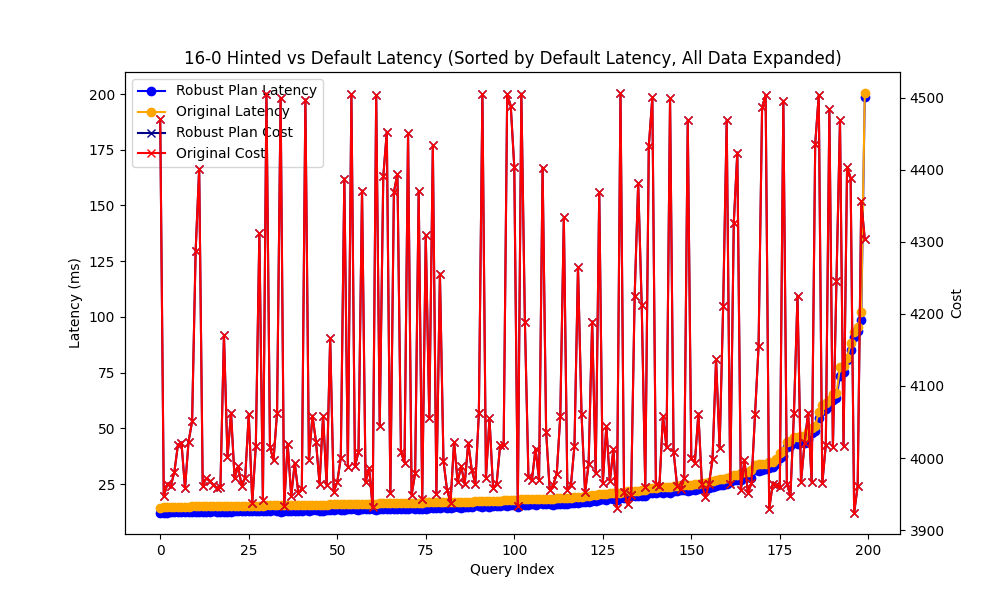 16-0 Hinted vs Default Latency (Sorted by Default Latency, All Data Expanded)
Robust Plan Latency
Original Latency
Robust Plan Cost
Original Cost
Latency (ms)
200
175
150
125
100
75
50
25
4500
4400
4300
4200
4100
4000
3900
Cost
0 25 50 75 100 125 150 175 200
Query Index